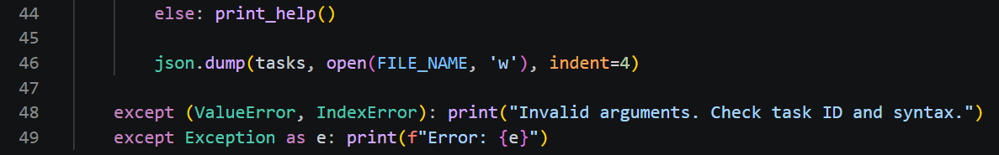 44 else: print_help()
45
46 json.dump(tasks, open(FILE_NAME, 'w'), indent=4)
47
48 except (ValueError, IndexError): print("Invalid arguments. Check task ID and syntax.")
49 except Exception as e: print(f"Error: {e}")